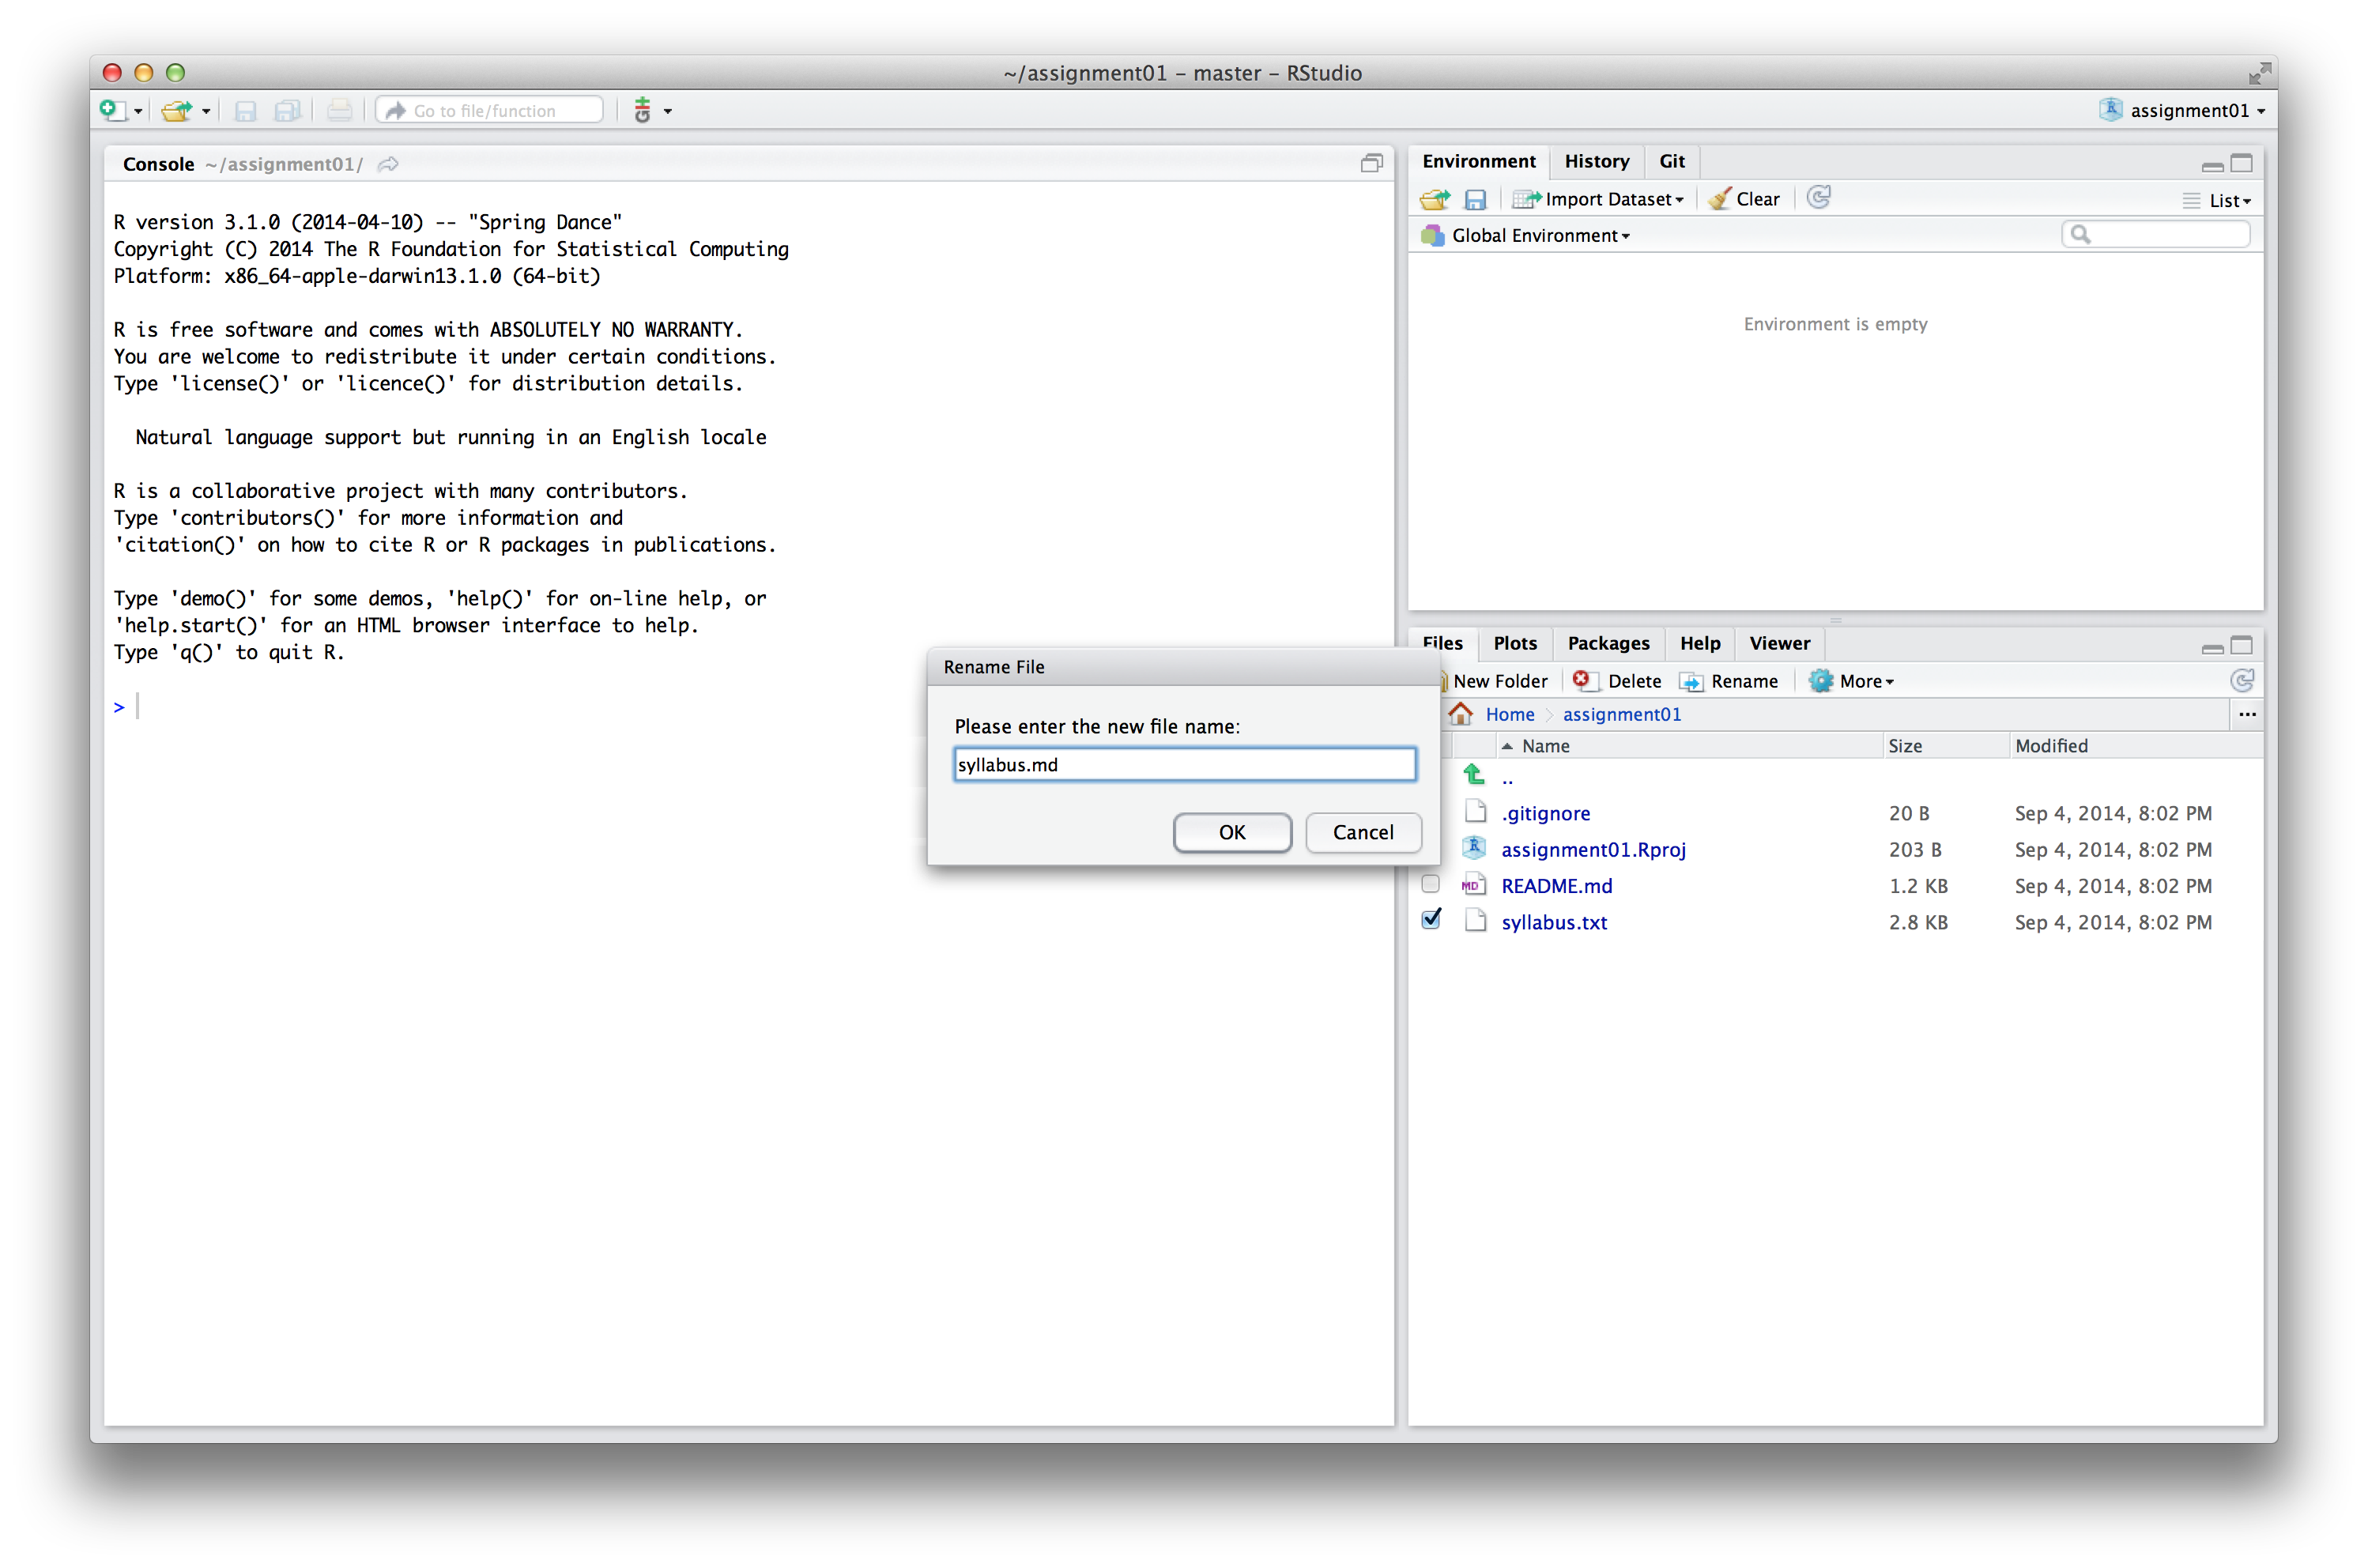 ~/assignment01 – master – RStudio
Go to file/function
assignment01
Console ~/assignment01/
R version 3.1.0 (2014-04-10) -- "Spring Dance"
Copyright (C) 2014 The R Foundation for Statistical Computing
Platform: x86_64-apple-darwin13.1.0 (64-bit)
R is free software and comes with ABSOLUTELY NO WARRANTY.
You are welcome to redistribute it under certain conditions.
Type 'license()' or 'licence()' for distribution details.
Natural language support but running in an English locale
R is a collaborative project with many contributors.
Type 'contributors()' for more information and
'citation()' on how to cite R or R packages in publications.
Type 'demo()' for some demos, 'help()' for on-line help, or
'help.start()' for an HTML browser interface to help.
Type 'q()' to quit R.
>
Environment History Git
Import Dataset Clear List
Global Environment
Environment is empty
Rename File
Please enter the new file name:
syllabus.md
OK Cancel
Files Plots Packages Help Viewer
New Folder Delete Rename More
Home assignment01 ...
Name Size Modified
..
.gitignore 20 B Sep 4, 2014, 8:02 PM
assignment01.Rproj 203 B Sep 4, 2014, 8:02 PM
MD README.md 1.2 KB Sep 4, 2014, 8:02 PM
syllabus.txt 2.8 KB Sep 4, 2014, 8:02 PM